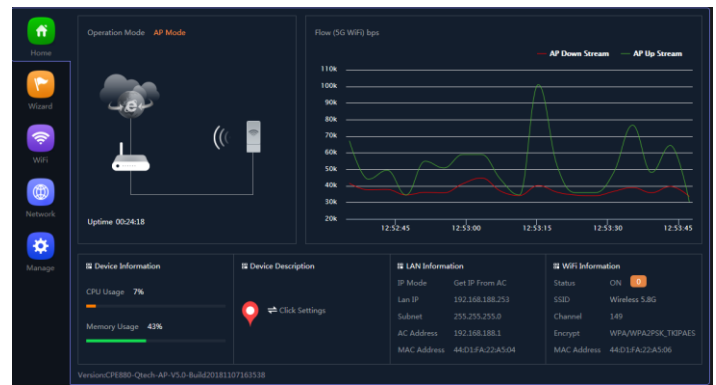 Home
Wizard
WiFi
Network
Manage
Operation Mode AP Mode
Uptime 00:24:18
Flow (5G WiFi) bps
AP Down Stream AP Up Stream
110k
100k
90k
80k
70k
60k
50k
40k
30k
20k
12:52:45 12:53:00 12:53:15 12:53:30 12:53:45
Device Information
CPU Usage 7%
Memory Usage 43%
Device Description
Click Settings
LAN Information
IP Mode Get IP From AC
Lan IP 192.168.188.253
Subnet 255.255.255.0
AC Address 192.168.188.1
MAC Address 44:D1:FA:22:A5:04
WiFi Information
Status ON 0
SSID Wireless 5.8G
Channel 149
Encrypt WPA/WPA2PSK_TKIPAES
MAC Address 44:D1:FA:22:A5:06
Version:CPE880-Qtech-AP-V5.0-Build20181107163538